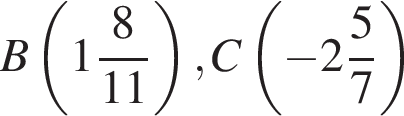 B(1 8/11), C(-2 5/7)